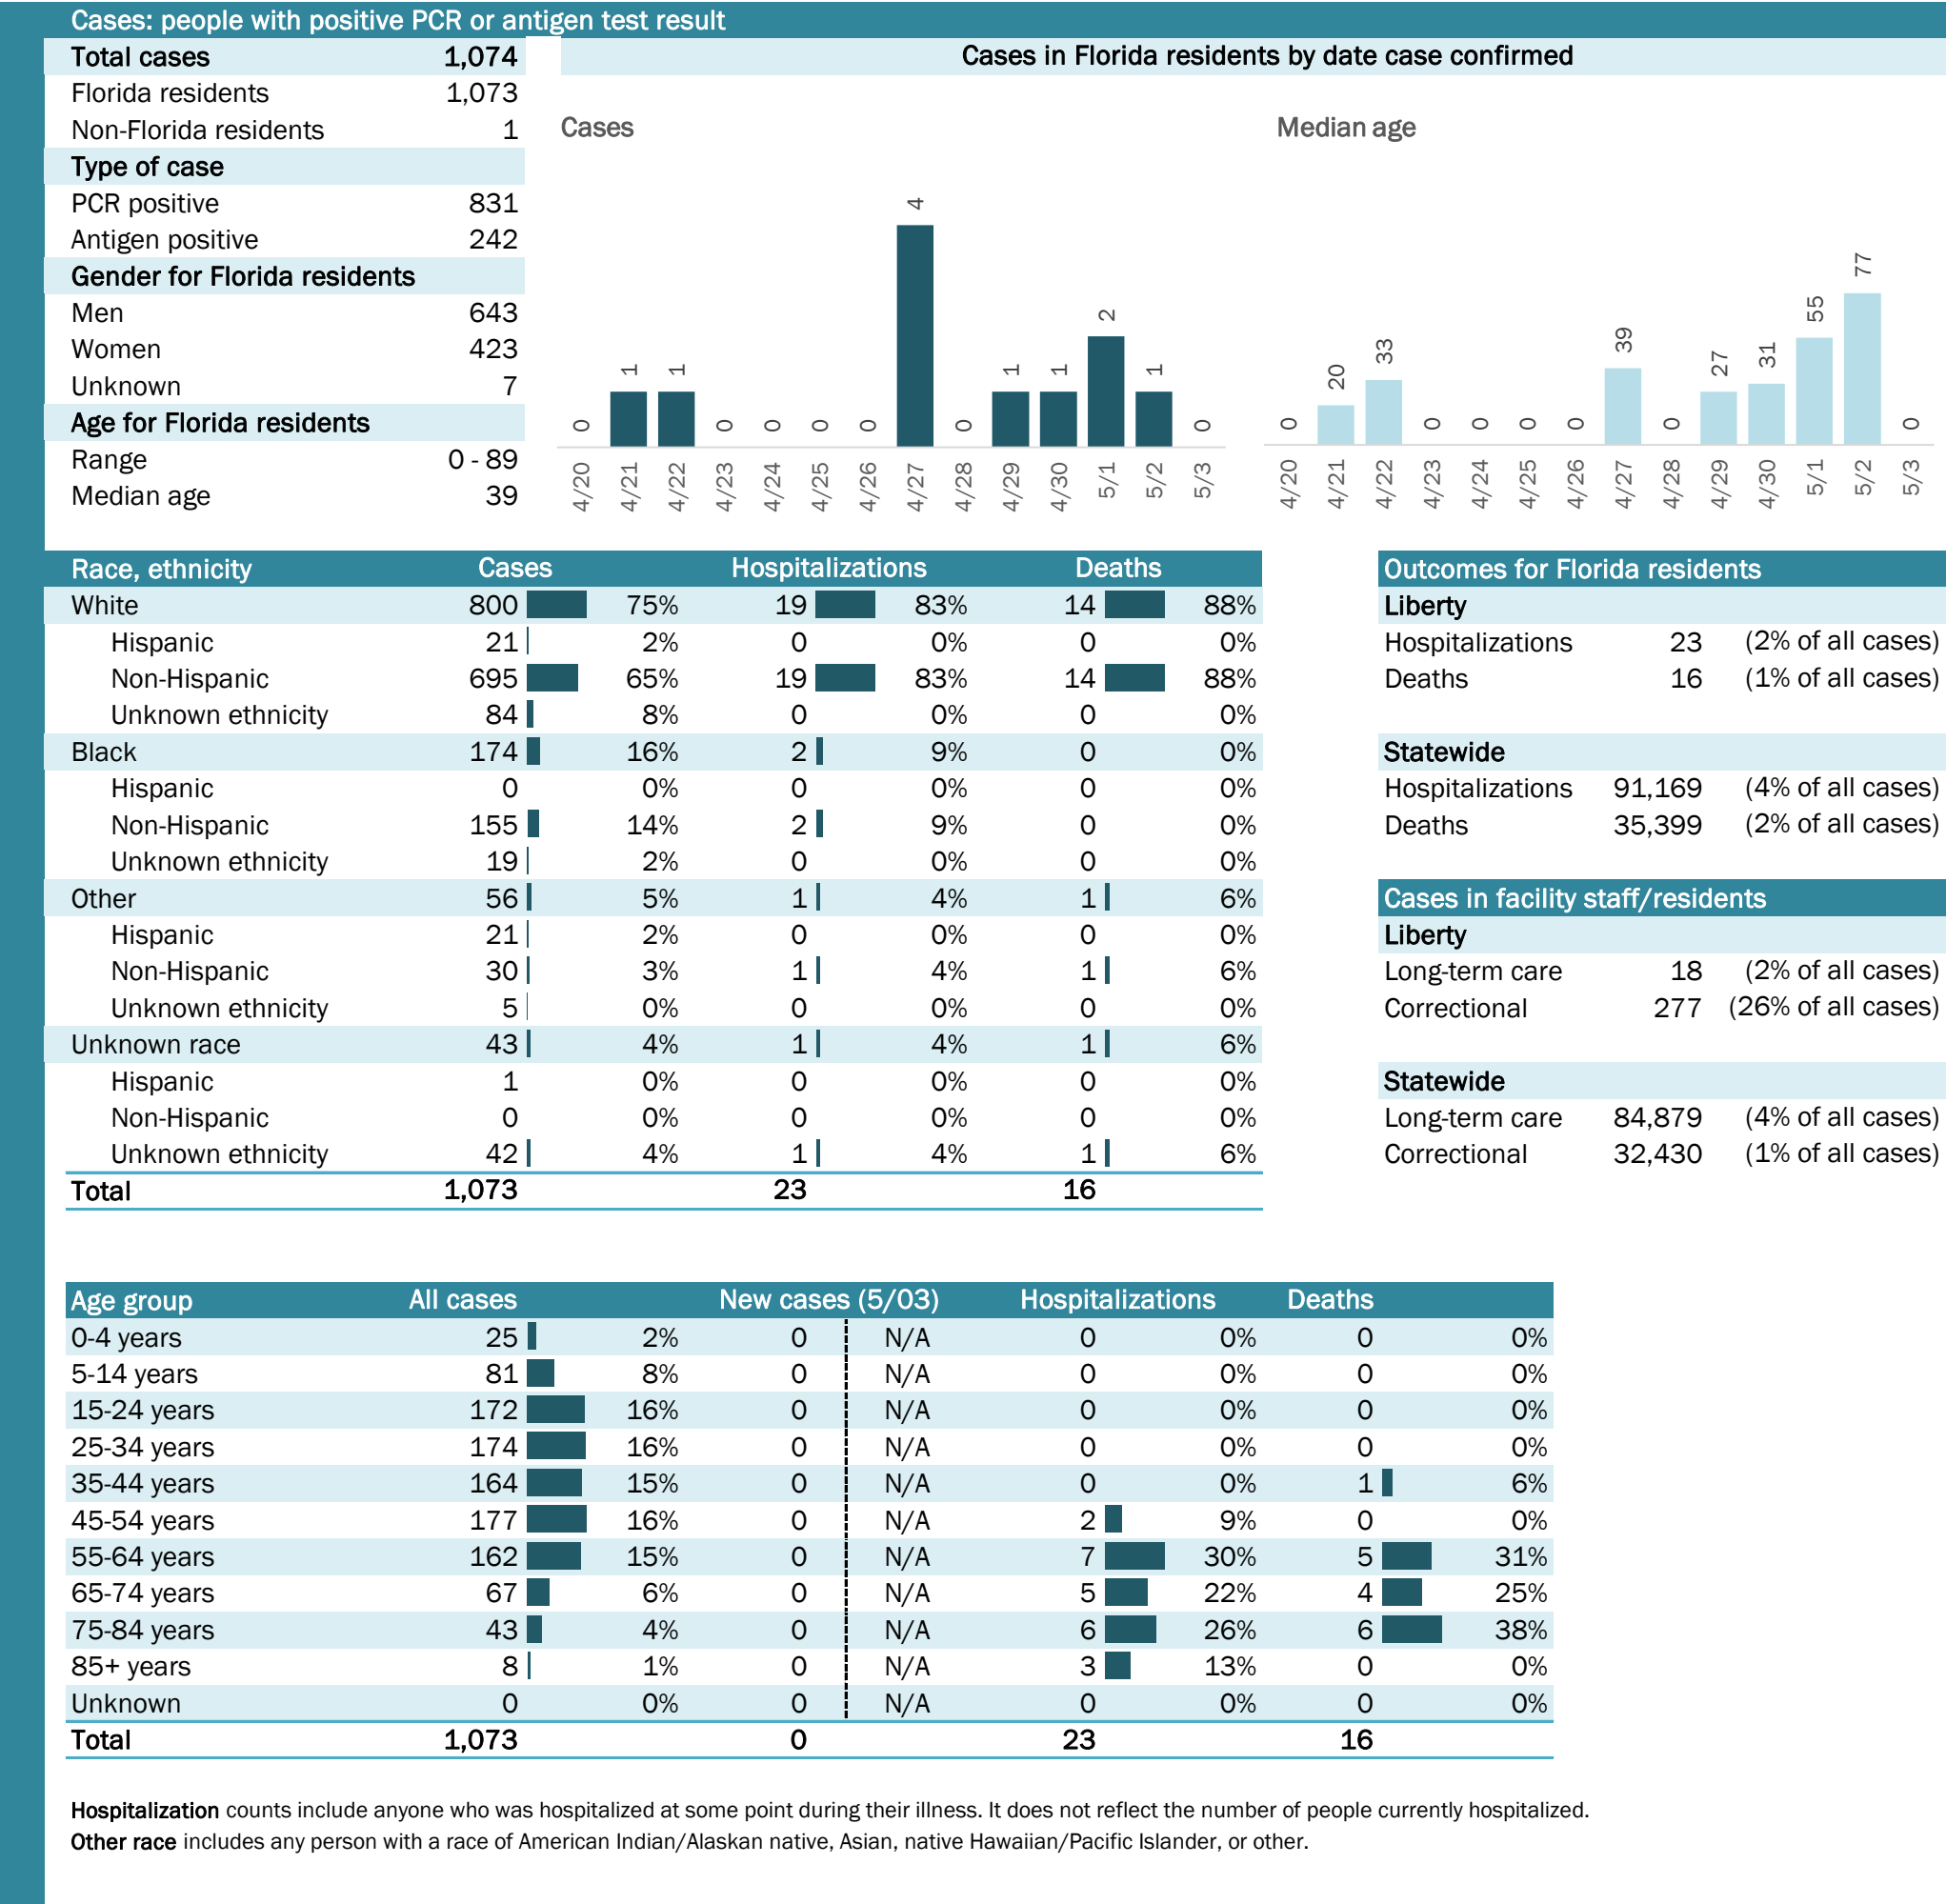 Cases: people with positive PCR or antigen test result
Total cases 1,074
Florida residents 1,073
Non-Florida residents 1
Type of case
PCR positive 831
Antigen positive 242
Gender for Florida residents
Men 643
Women 423
Unknown 7
Age for Florida residents
Range 0 - 89
Median age 39
Cases in Florida residents by date case confirmed
Cases
0 1 1 0 0 0 0 4 0 1 1 2 1 0
4/20 4/21 4/22 4/23 4/24 4/25 4/26 4/27 4/28 4/29 4/30 5/1 5/2 5/3
Median age
0 20 33 0 0 0 0 39 0 27 31 55 77 0
4/20 4/21 4/22 4/23 4/24 4/25 4/26 4/27 4/28 4/29 4/30 5/1 5/2 5/3
Race, ethnicity Cases Hospitalizations Deaths
White 800 75% 19 83% 14 88%
Hispanic 21 2% 0 0% 0 0%
Non-Hispanic 695 65% 19 83% 14 88%
Unknown ethnicity 84 8% 0 0% 0 0%
Black 174 16% 2 9% 0 0%
Hispanic 0 0% 0 0% 0 0%
Non-Hispanic 155 14% 2 9% 0 0%
Unknown ethnicity 19 2% 0 0% 0 0%
Other 56 5% 1 4% 1 6%
Hispanic 21 2% 0 0% 0 0%
Non-Hispanic 30 3% 1 4% 1 6%
Unknown ethnicity 5 0% 0 0% 0 0%
Unknown race 43 4% 1 4% 1 6%
Hispanic 1 0% 0 0% 0 0%
Non-Hispanic 0 0% 0 0% 0 0%
Unknown ethnicity 42 4% 1 4% 1 6%
Total 1,073 23 16
Outcomes for Florida residents
Liberty
Hospitalizations 23 (2% of all cases)
Deaths 16 (1% of all cases)
Statewide
Hospitalizations 91,169 (4% of all cases)
Deaths 35,399 (2% of all cases)
Cases in facility staff/residents
Liberty
Long-term care 18 (2% of all cases)
Correctional 277 (26% of all cases)
Statewide
Long-term care 84,879 (4% of all cases)
Correctional 32,430 (1% of all cases)
Age group All cases New cases (5/03) Hospitalizations Deaths
0-4 years 25 2% 0 N/A 0 0% 0 0%
5-14 years 81 8% 0 N/A 0 0% 0 0%
15-24 years 172 16% 0 N/A 0 0% 0 0%
25-34 years 174 16% 0 N/A 0 0% 0 0%
35-44 years 164 15% 0 N/A 0 0% 1 6%
45-54 years 177 16% 0 N/A 2 9% 0 0%
55-64 years 162 15% 0 N/A 7 30% 5 31%
65-74 years 67 6% 0 N/A 5 22% 4 25%
75-84 years 43 4% 0 N/A 6 26% 6 38%
85+ years 8 1% 0 N/A 3 13% 0 0%
Unknown 0 0% 0 N/A 0 0% 0 0%
Total 1,073 0 23 16
Hospitalization counts include anyone who was hospitalized at some point during their illness. It does not reflect the number of people currently hospitalized.
Other race includes any person with a race of American Indian/Alaskan native, Asian, native Hawaiian/Pacific Islander, or other.